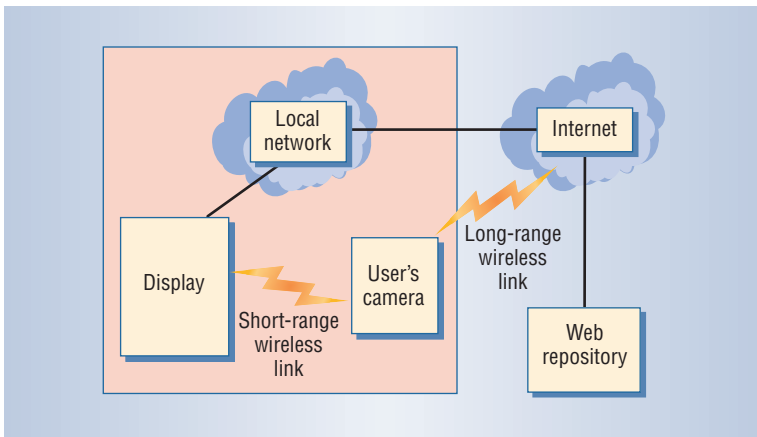 Local
network
Internet
Display
User's
camera
Long-range
wireless
link
Short-range
wireless
link
Web
repository